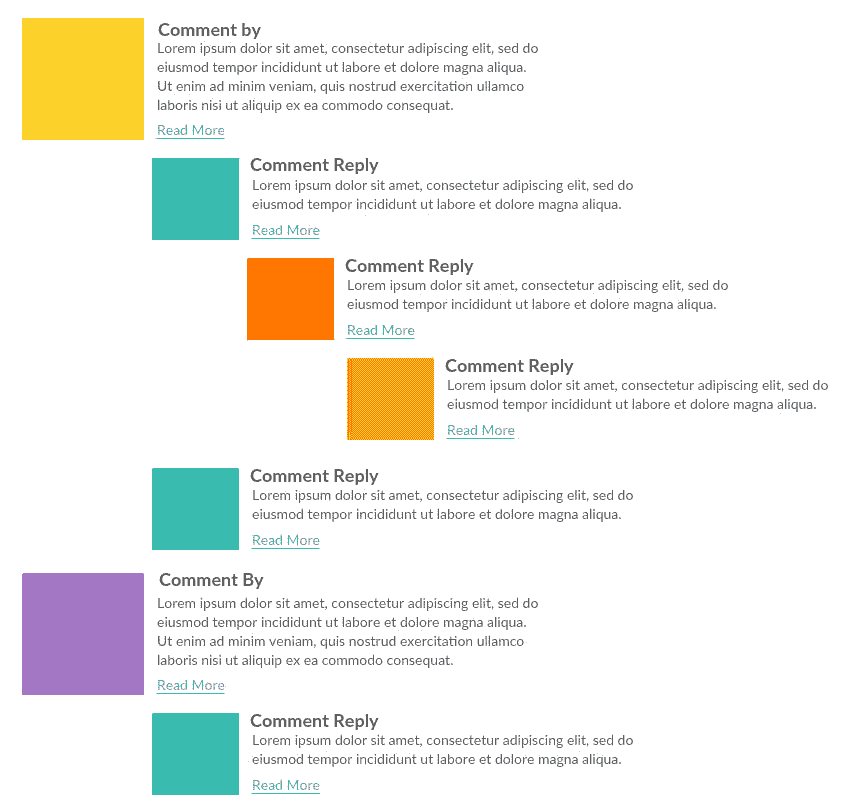 Comment by
Lorem ipsum dolor sit amet, consectetur adipiscing elit, sed do
eiusmod tempor incididunt ut labore et dolore magna aliqua.
Ut enim ad minim veniam, quis nostrud exercitation ullamco
laboris nisi ut aliquip ex ea commodo consequat.
Read More
Comment Reply
Lorem ipsum dolor sit amet, consectetur adipiscing elit, sed do
eiusmod tempor incididunt ut labore et dolore magna aliqua.
Read More
Comment Reply
Lorem ipsum dolor sit amet, consectetur adipiscing elit, sed do
eiusmod tempor incididunt ut labore et dolore magna aliqua.
Read More
Comment Reply
Lorem ipsum dolor sit amet, consectetur adipiscing elit, sed do
eiusmod tempor incididunt ut labore et dolore magna aliqua.
Read More
Comment Reply
Lorem ipsum dolor sit amet, consectetur adipiscing elit, sed do
eiusmod tempor incididunt ut labore et dolore magna aliqua.
Read More
Comment By
Lorem ipsum dolor sit amet, consectetur adipiscing elit, sed do
eiusmod tempor incididunt ut labore et dolore magna aliqua.
Ut enim ad minim veniam, quis nostrud exercitation ullamco
laboris nisi ut aliquip ex ea commodo consequat.
Read More
Comment Reply
Lorem ipsum dolor sit amet, consectetur adipiscing elit, sed do
eiusmod tempor incididunt ut labore et dolore magna aliqua.
Read More